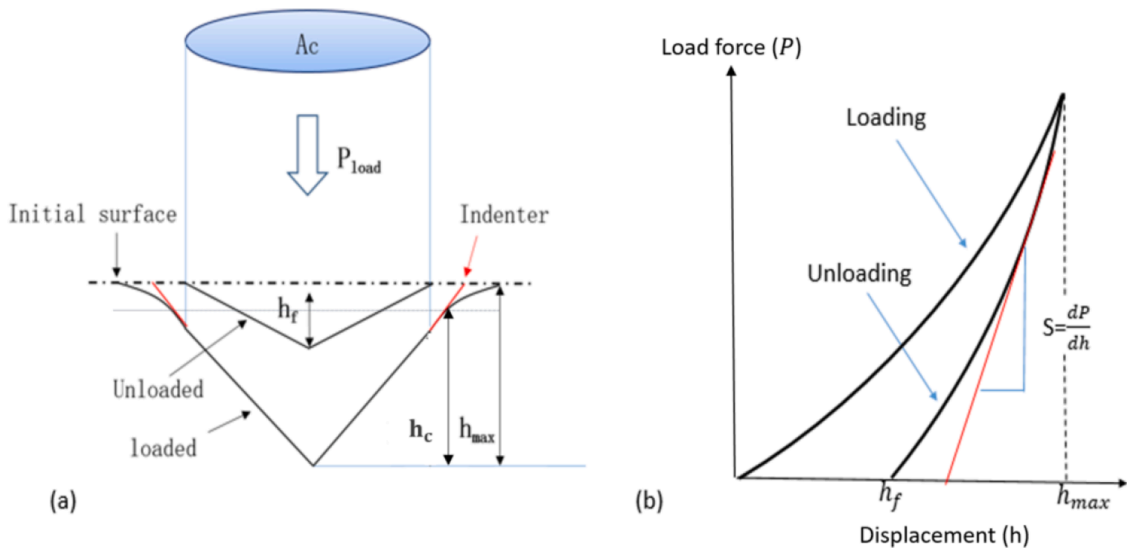 Ac
P_load
Initial surface
Indenter
h_f
Unloaded
loaded
h_c
h_max
(a)
Load force (P)
Loading
Unloading
S=dP/dh
h_f
h_max
Displacement (h)
(b)